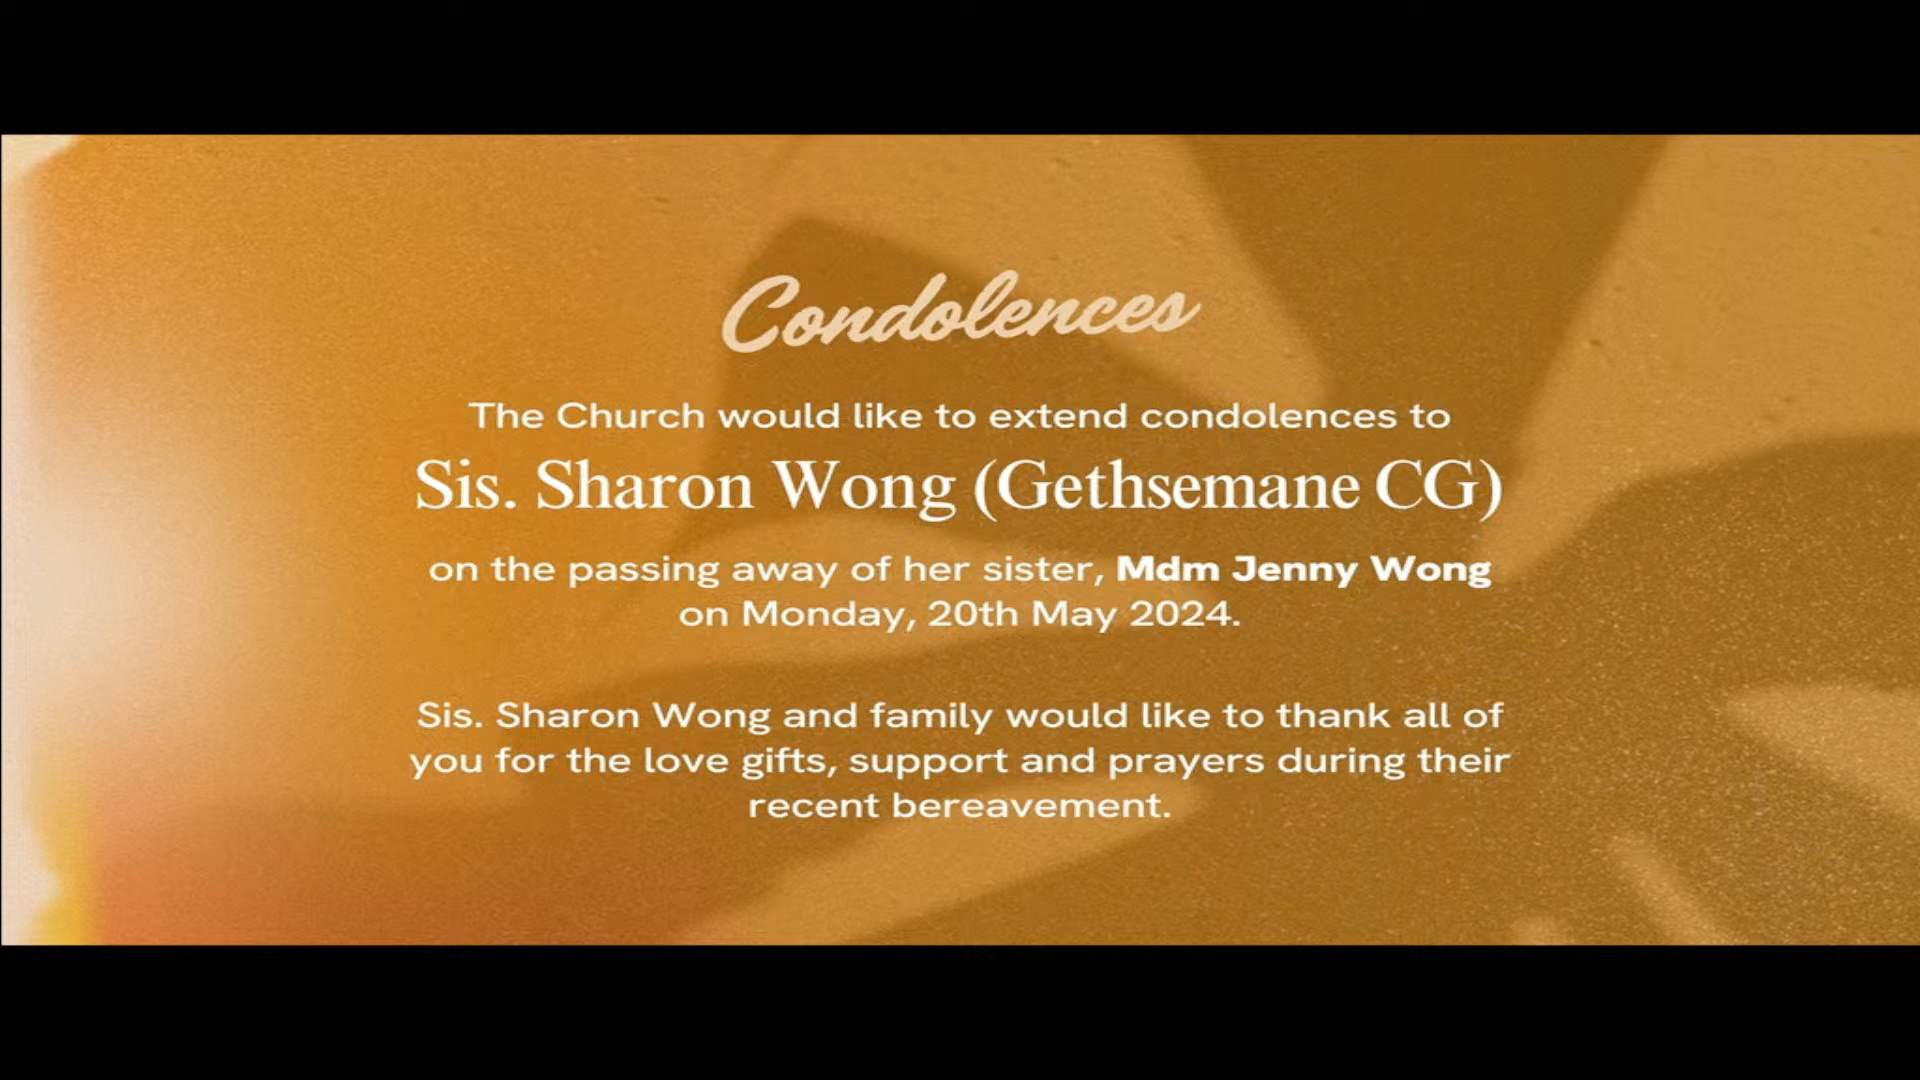 Condolences
The Church would like to extend condolences to
Sis. Sharon Wong (Gethsemane CG)
on the passing away of her sister, Mdm Jenny Wong
on Monday, 20th May 2024.
Sis. Sharon Wong and family would like to thank all of
you for the love gifts, support and prayers during their
recent bereavement.